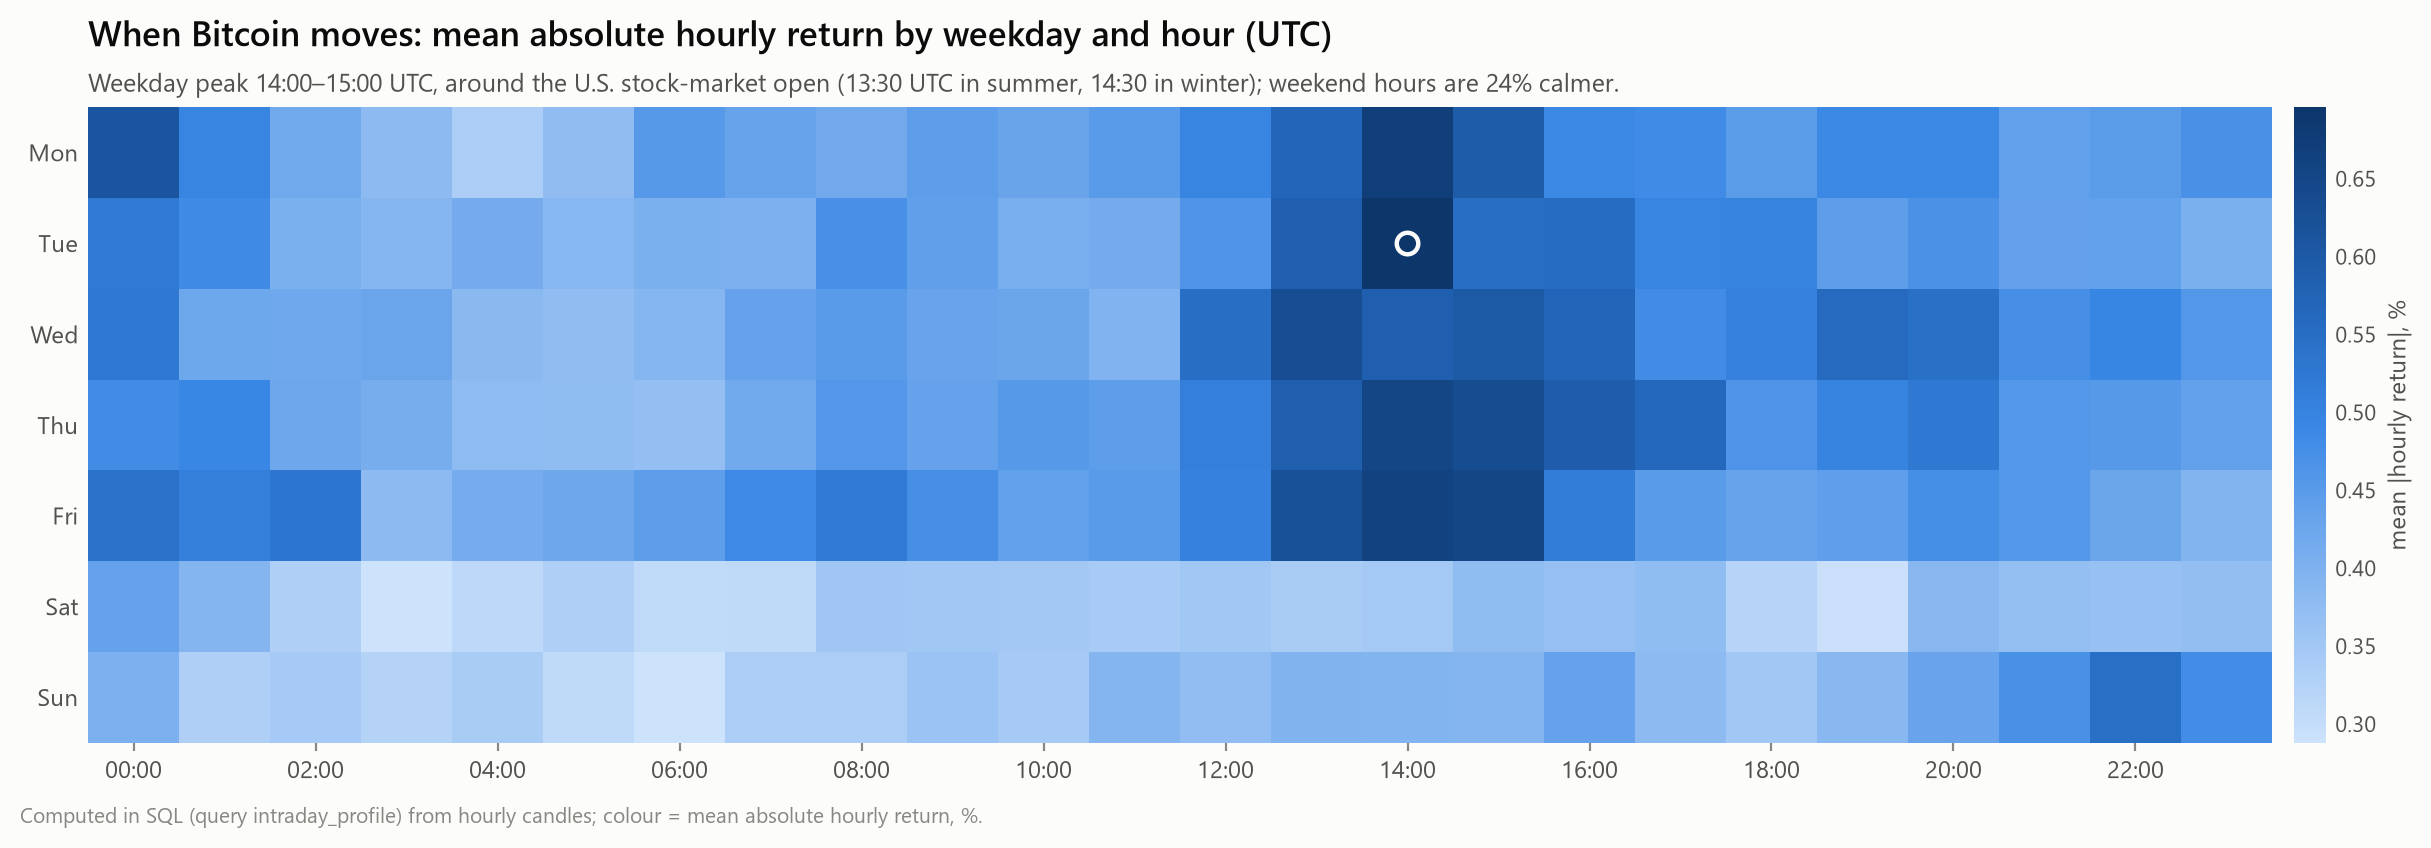 When Bitcoin moves: mean absolute hourly return by weekday and hour (UTC)
Weekday peak 14:00–15:00 UTC, around the U.S. stock-market open (13:30 UTC in summer, 14:30 in winter); weekend hours are 24% calmer.
Mon
Tue
Wed
Thu
Fri
Sat
Sun
00:00 02:00 04:00 06:00 08:00 10:00 12:00 14:00 16:00 18:00 20:00 22:00
0.65
0.60
0.55
0.50
0.45
0.40
0.35
0.30
mean |hourly return|, %
Computed in SQL (query intraday_profile) from hourly candles; colour = mean absolute hourly return, %.